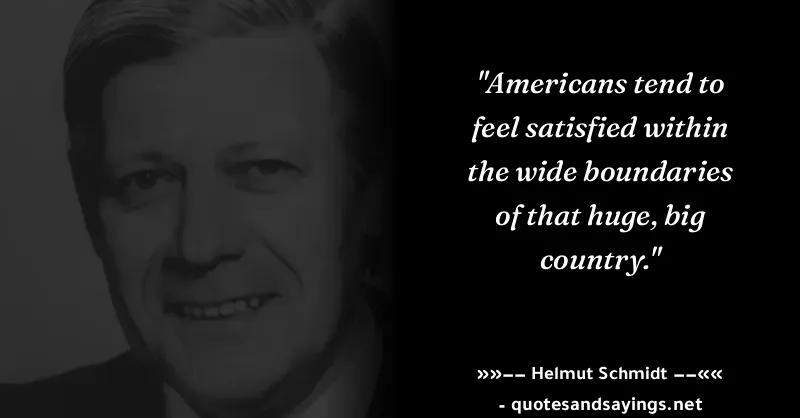 "Americans tend to
feel satisfied within
the wide boundaries
of that huge, big
country."
»»−− Helmut Schmidt −−««
- quotesandsayings.net